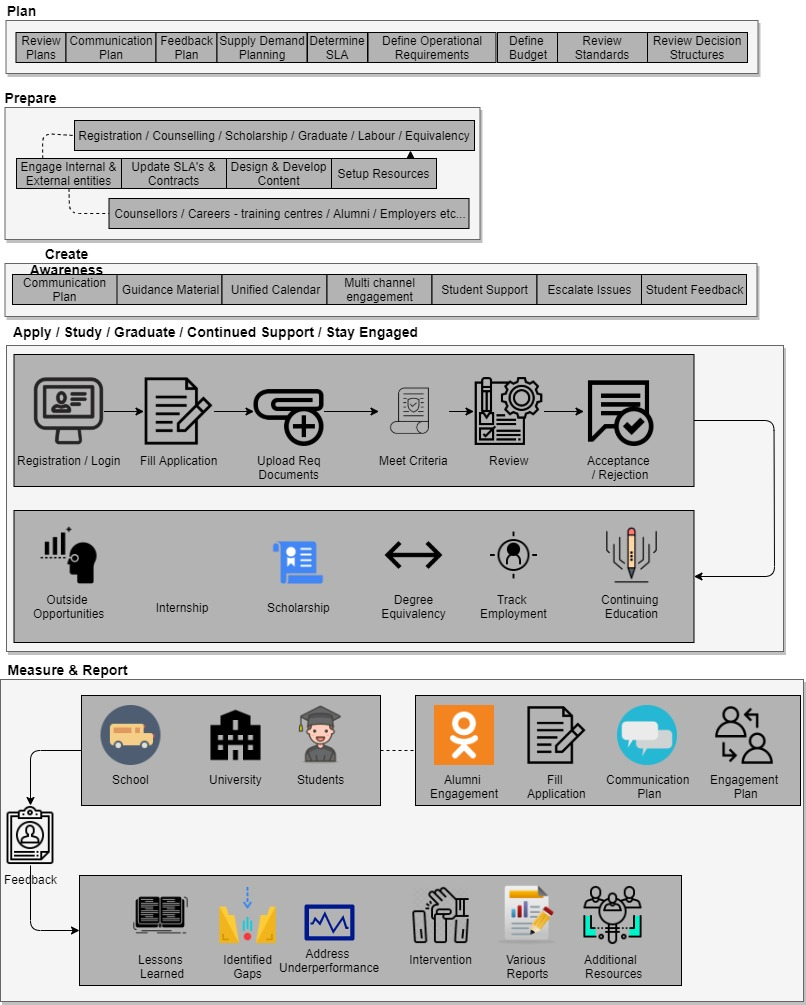 Plan
Review
Plans
Communication
Plan
Feedback
Plan
Supply Demand
Planning
Determine
SLA
Define Operational
Requirements
Define
Budget
Review
Standards
Review Decision
Structures
Prepare
Registration / Counselling / Scholarship / Graduate / Labour / Equivalency
Engage Internal &
External entities
Update SLA's &
Contracts
Design & Develop
Content
Setup Resources
Counsellors / Careers - training centres / Alumni / Employers etc...
Create
Awareness
Communication
Plan
Guidance Material
Unified Calendar
Multi channel
engagement
Student Support
Escalate Issues
Student Feedback
Apply / Study / Graduate / Continued Support / Stay Engaged
Registration / Login
Fill Application
Upload Req
Documents
Meet Criteria
Review
Acceptance
/ Rejection
Outside
Opportunities
Internship
Scholarship
Degree
Equivalency
Track
Employment
Continuing
Education
Measure & Report
School
University
Students
Alumni
Engagement
Fill
Application
Communication
Plan
Engagement
Plan
Feedback
Lessons
Learned
Identified
Gaps
Address
Underperformance
Intervention
Various
Reports
Additional
Resources